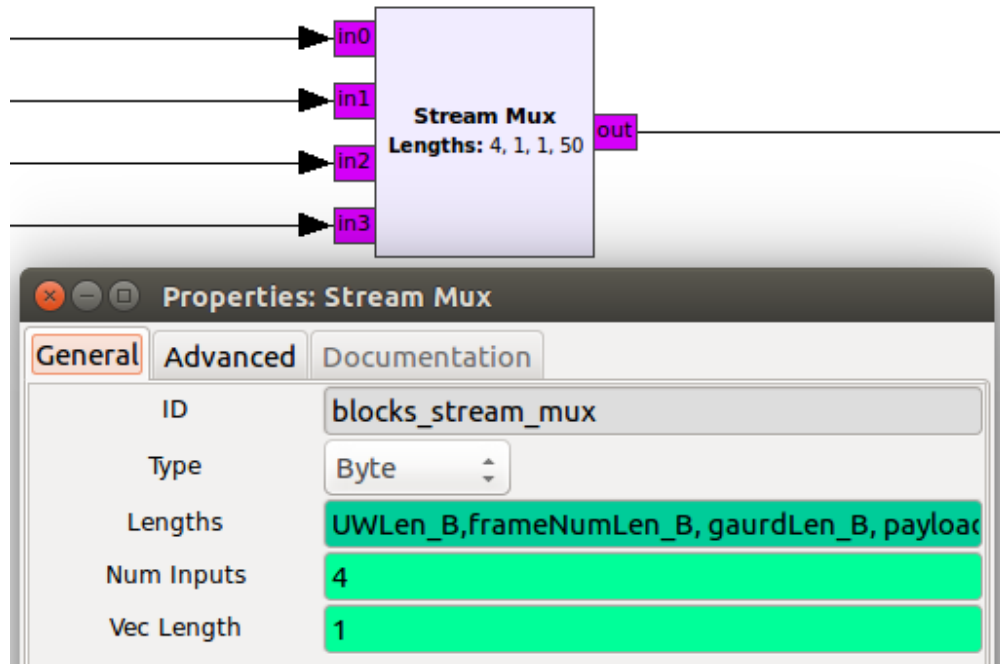 in0
in1
Stream Mux
out
Lengths: 4, 1, 1, 50
in2
in3
Properties: Stream Mux
General Advanced Documentation
ID blocks_stream_mux
Type Byte
Lengths UWLen_B,frameNumLen_B, gaurdLen_B, payload
Num Inputs 4
Vec Length 1